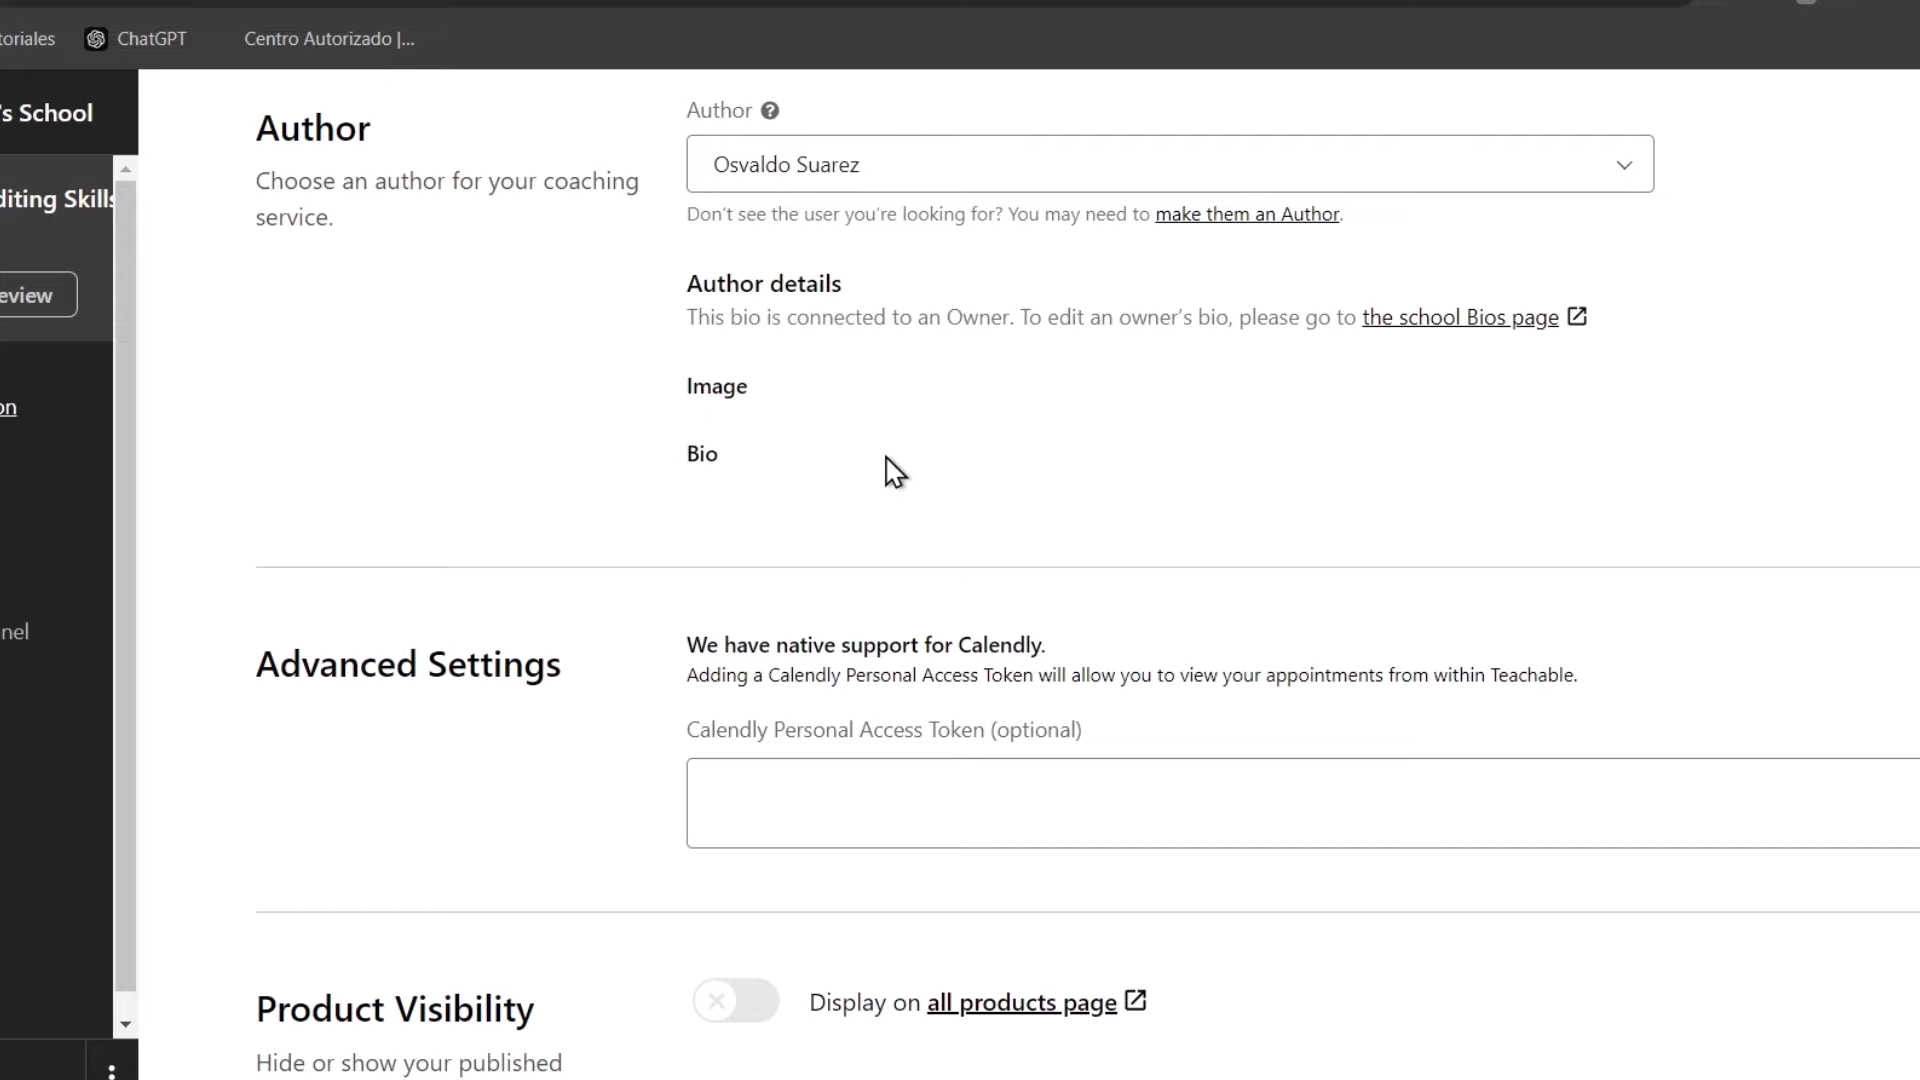 toriales ChatGPT Centro Autorizado |...
's School
diting Skills
eview
on
nel
Author
Choose an author for your coaching
service.
Author
Osvaldo Suarez
Don't see the user you're looking for? You may need to make them an Author.
Author details
This bio is connected to an Owner. To edit an owner's bio, please go to the school Bios page
Image
Bio
Advanced Settings
We have native support for Calendly.
Adding a Calendly Personal Access Token will allow you to view your appointments from within Teachable.
Calendly Personal Access Token (optional)
Product Visibility
Hide or show your published
Display on all products page